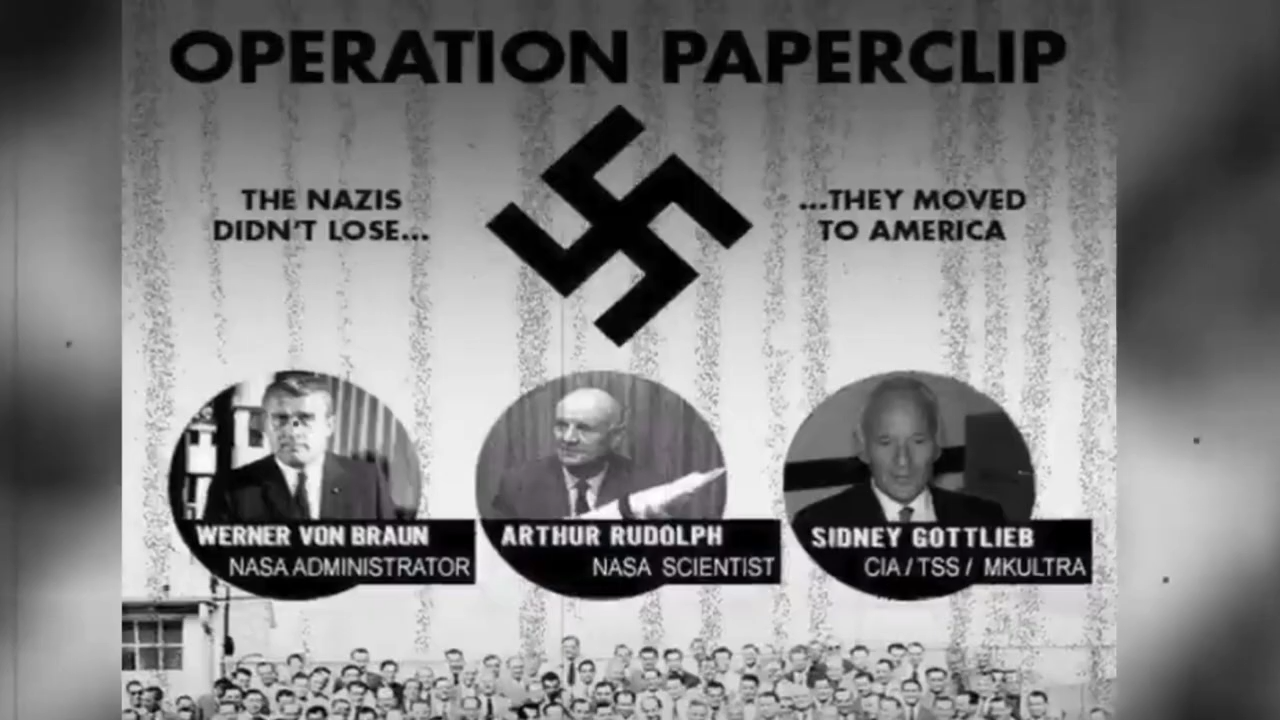 OPERATION PAPERCLIP
THE NAZIS
DIDN'T LOSE...
...THEY MOVED
TO AMERICA
WERNER VON BRAUN
NASA ADMINISTRATOR
ARTHUR RUDOLPH
NASA SCIENTIST
SIDNEY GOTTLIEB
CIA / TSS / MKULTRA